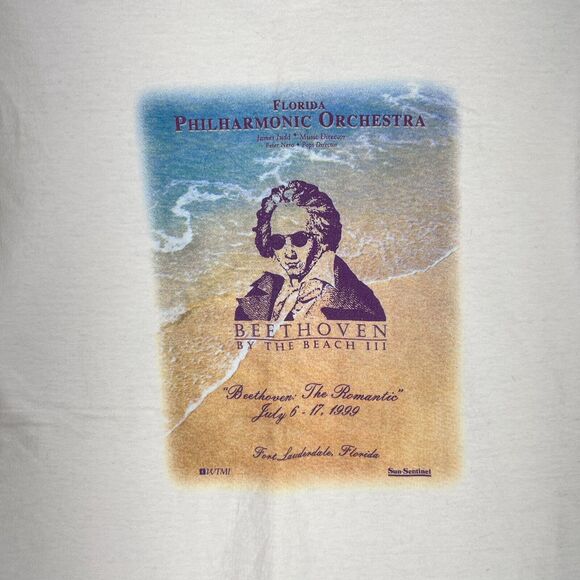 FLORIDA
PHILHARMONIC ORCHESTRA
James Judd • Music Director
Peter Nero • Pops Director
BEETHOVEN
BY THE BEACH III
"Beethoven: The Romantic"
July 6 - 17, 1999
Fort Lauderdale, Florida
WTMI
Sun-Sentinel